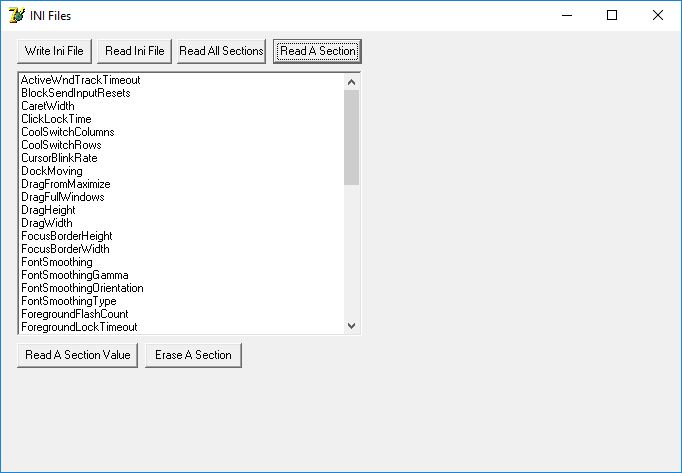 INI Files
Write Ini File Read Ini File Read All Sections Read A Section
ActiveWndTrackTimeout
BlockSendInputResets
CaretWidth
ClickLockTime
CoolSwitchColumns
CoolSwitchRows
CursorBlinkRate
DockMoving
DragFromMaximize
DragFullWindows
DragHeight
DragWidth
FocusBorderHeight
FocusBorderWidth
FontSmoothing
FontSmoothingGamma
FontSmoothingOrientation
FontSmoothingType
ForegroundFlashCount
ForegroundLockTimeout
Read A Section Value Erase A Section